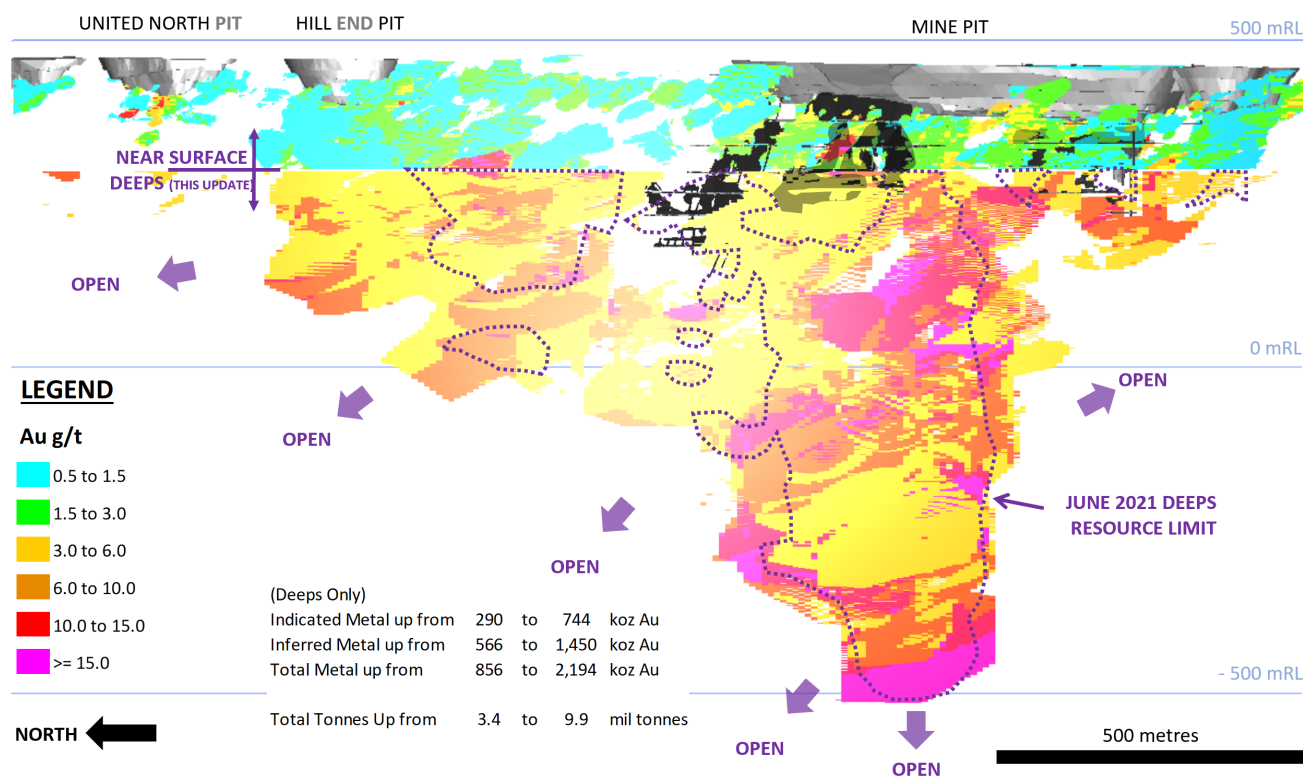 UNITED NORTH PIT
HILL END PIT
MINE PIT
500 mRL
NEAR SURFACE
DEEPS (THIS UPDATE)
OPEN
0 mRL
OPEN
LEGEND
Au g/t
0.5 to 1.5
1.5 to 3.0
3.0 to 6.0
6.0 to 10.0
10.0 to 15.0
>= 15.0
OPEN
OPEN
JUNE 2021 DEEPS
RESOURCE LIMIT
(Deeps Only)
Indicated Metal up from 290 to 744 koz Au
Inferred Metal up from 566 to 1,450 koz Au
Total Metal up from 856 to 2,194 koz Au
Total Tonnes Up from 3.4 to 9.9 mil tonnes
- 500 mRL
NORTH
500 metres
OPEN
OPEN